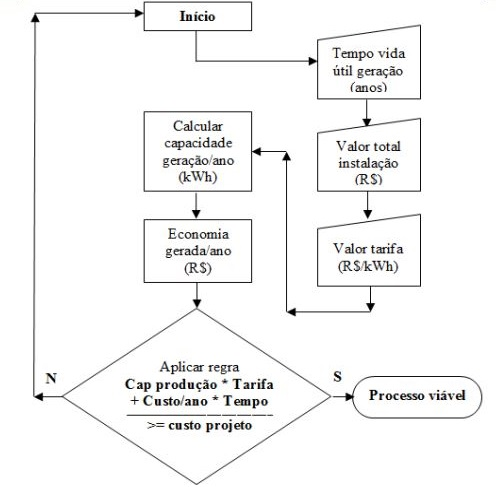 Início
Tempo vida
útil geração
(anos)
Valor total
instalação
(R$)
Valor tarifa
(R$/kWh)
Calcular
capacidade
geração/ano
(kWh)
Economia
gerada/ano
(R$)
Aplicar regra
Cap produção * Tarifa
+ Custo/ano * Tempo
>= custo projeto
N
S
Processo viável